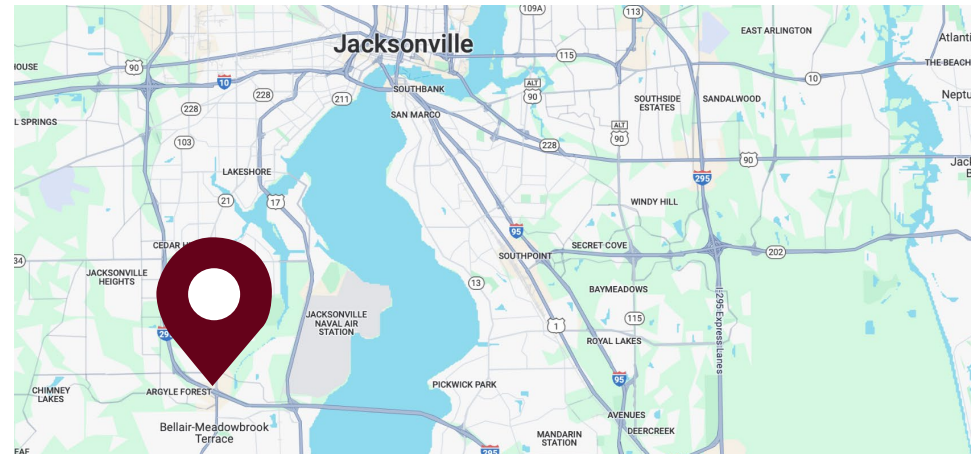 109A
113
EAST ARLINGTON
Jacksonville
115
Atlanti
HOUSE
90
10
THE BEACH
10
ALT
90
SOUTHBANK
228
211
SOUTHSIDE
ESTATES
SANDALWOOD
Neptu
228
SAN MARCO
L SPRINGS
ALT
90
103
228
90
Jack
B
LAKESHORE
295
21
17
WINDY HILL
95
CEDAR H
SECRET COVE
202
34
SOUTHPOINT
JACKSONVILLE
HEIGHTS
13
BAYMEADOWS
I-295 Express Lanes
JACKSONVILLE
NAVAL AIR
STATION
115
1
295
ROYAL LAKES
95
CHIMNEY
LAKES
ARGYLE FOREST
PICKWICK PARK
AVENUES
Bellair-Meadowbrook
Terrace
DEERCREEK
MANDARIN
STATION
295
EAF